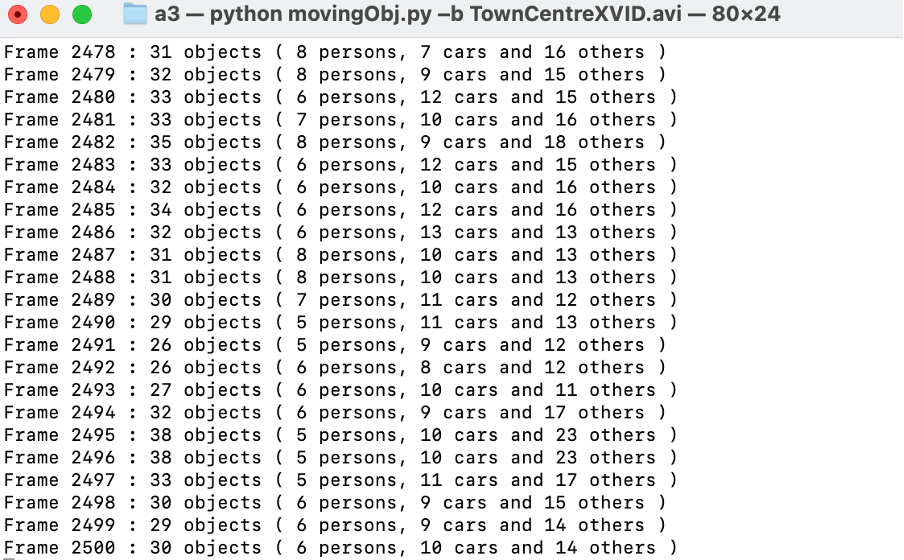 a3 — python movingObj.py –b TownCentreXVID.avi — 80×24
Frame 2478 : 31 objects ( 8 persons, 7 cars and 16 others )
Frame 2479 : 32 objects ( 8 persons, 9 cars and 15 others )
Frame 2480 : 33 objects ( 6 persons, 12 cars and 15 others )
Frame 2481 : 33 objects ( 7 persons, 10 cars and 16 others )
Frame 2482 : 35 objects ( 8 persons, 9 cars and 18 others )
Frame 2483 : 33 objects ( 6 persons, 12 cars and 15 others )
Frame 2484 : 32 objects ( 6 persons, 10 cars and 16 others )
Frame 2485 : 34 objects ( 6 persons, 12 cars and 16 others )
Frame 2486 : 32 objects ( 6 persons, 13 cars and 13 others )
Frame 2487 : 31 objects ( 8 persons, 10 cars and 13 others )
Frame 2488 : 31 objects ( 8 persons, 10 cars and 13 others )
Frame 2489 : 30 objects ( 7 persons, 11 cars and 12 others )
Frame 2490 : 29 objects ( 5 persons, 11 cars and 13 others )
Frame 2491 : 26 objects ( 5 persons, 9 cars and 12 others )
Frame 2492 : 26 objects ( 6 persons, 8 cars and 12 others )
Frame 2493 : 27 objects ( 6 persons, 10 cars and 11 others )
Frame 2494 : 32 objects ( 6 persons, 9 cars and 17 others )
Frame 2495 : 38 objects ( 5 persons, 10 cars and 23 others )
Frame 2496 : 38 objects ( 5 persons, 10 cars and 23 others )
Frame 2497 : 33 objects ( 5 persons, 11 cars and 17 others )
Frame 2498 : 30 objects ( 6 persons, 9 cars and 15 others )
Frame 2499 : 29 objects ( 6 persons, 9 cars and 14 others )
Frame 2500 : 30 objects ( 6 persons, 10 cars and 14 others )